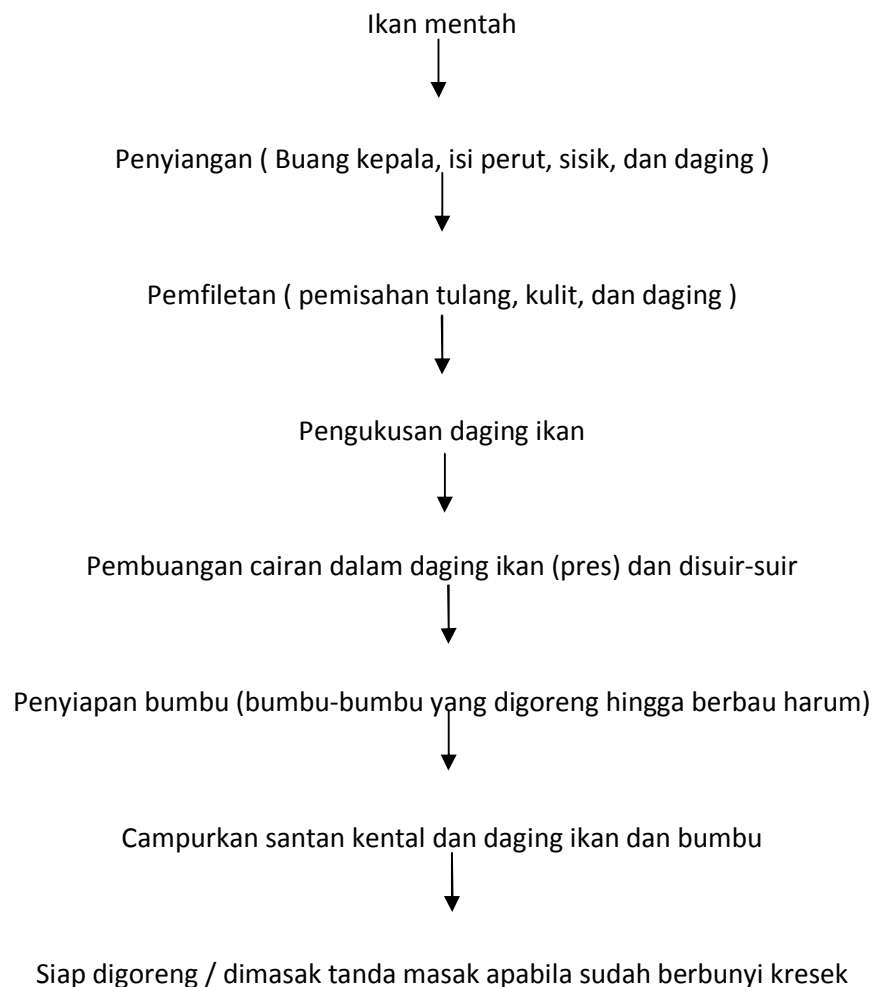 Ikan mentah
Penyiangan ( Buang kepala, isi perut, sisik, dan daging )
Pemfiletan ( pemisahan tulang, kulit, dan daging )
Pengukusan daging ikan
Pembuangan cairan dalam daging ikan (pres) dan disuir-suir
Penyiapan bumbu (bumbu-bumbu yang digoreng hingga berbau harum)
Campurkan santan kental dan daging ikan dan bumbu
Siap digoreng / dimasak tanda masak apabila sudah berbunyi kresek